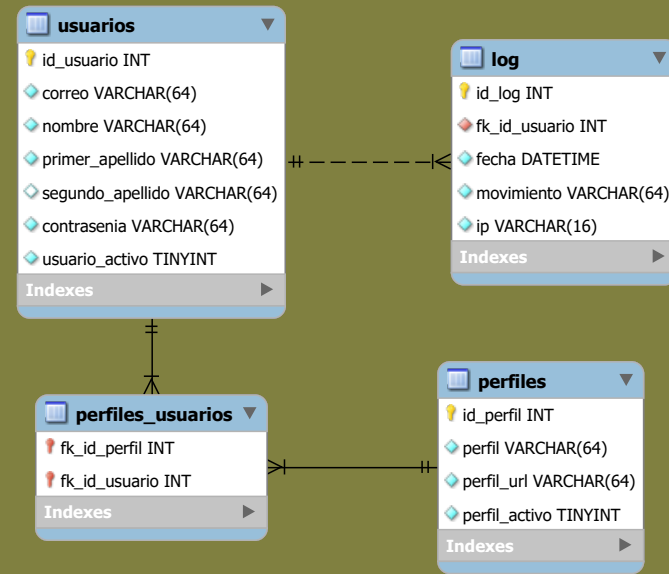 usuarios
id_usuario INT
correo VARCHAR(64)
nombre VARCHAR(64)
primer_apellido VARCHAR(64)
segundo_apellido VARCHAR(64)
contrasenia VARCHAR(64)
usuario_activo TINYINT
Indexes
log
id_log INT
fk_id_usuario INT
fecha DATETIME
movimiento VARCHAR(64)
ip VARCHAR(16)
Indexes
perfiles_usuarios
fk_id_perfil INT
fk_id_usuario INT
Indexes
perfiles
id_perfil INT
perfil VARCHAR(64)
perfil_url VARCHAR(64)
perfil_activo TINYINT
Indexes